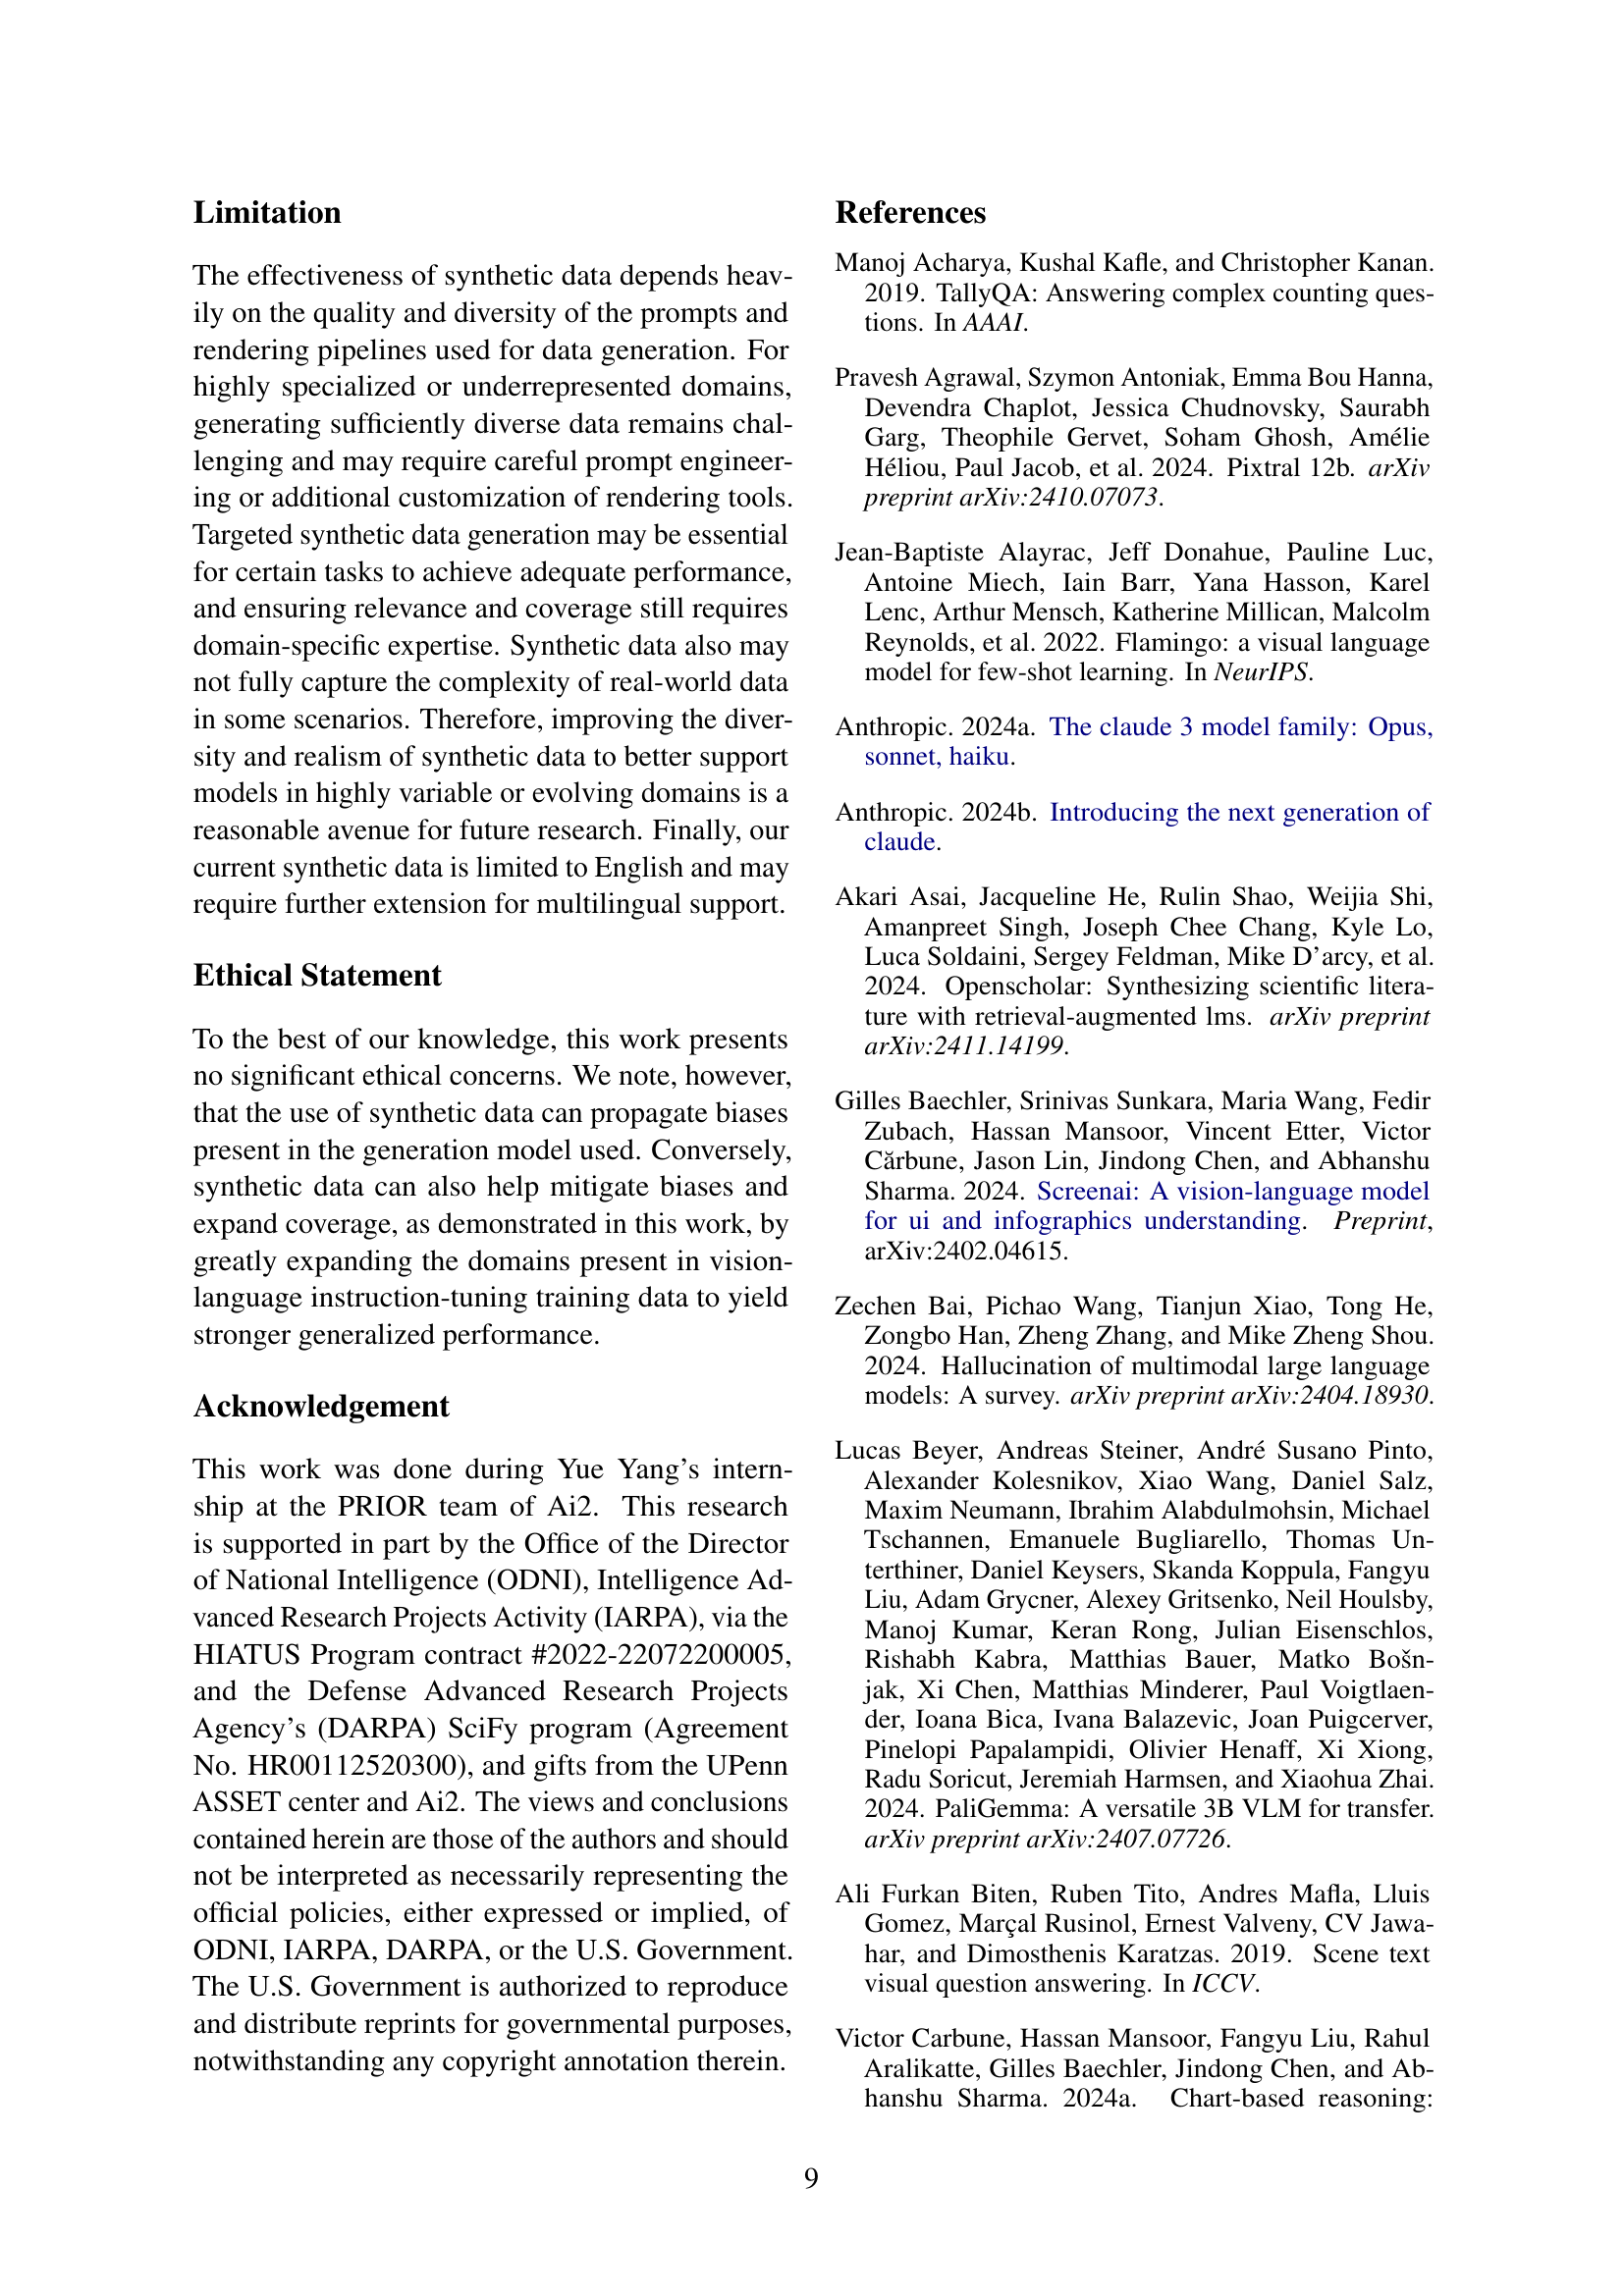 Limitation
The effectiveness of synthetic data depends heav-
ily on the quality and diversity of the prompts and
rendering pipelines used for data generation. For
highly specialized or underrepresented domains,
generating sufficiently diverse data remains chal-
lenging and may require careful prompt engineer-
ing or additional customization of rendering tools.
Targeted synthetic data generation may be essential
for certain tasks to achieve adequate performance,
and ensuring relevance and coverage still requires
domain-specific expertise. Synthetic data also may
not fully capture the complexity of real-world data
in some scenarios. Therefore, improving the diver-
sity and realism of synthetic data to better support
models in highly variable or evolving domains is a
reasonable avenue for future research. Finally, our
current synthetic data is limited to English and may
require further extension for multilingual support.
Ethical Statement
To the best of our knowledge, this work presents
no significant ethical concerns. We note, however,
that the use of synthetic data can propagate biases
present in the generation model used. Conversely,
synthetic data can also help mitigate biases and
expand coverage, as demonstrated in this work, by
greatly expanding the domains present in vision-
language instruction-tuning training data to yield
stronger generalized performance.
Acknowledgement
This work was done during Yue Yang's intern-
ship at the PRIOR team of Ai2. This research
is supported in part by the Office of the Director
of National Intelligence (ODNI), Intelligence Ad-
vanced Research Projects Activity (IARPA), via the
HIATUS Program contract #2022-22072200005,
and the Defense Advanced Research Projects
Agency's (DARPA) SciFy program (Agreement
No. HR00112520300), and gifts from the UPenn
ASSET center and Ai2. The views and conclusions
contained herein are those of the authors and should
not be interpreted as necessarily representing the
official policies, either expressed or implied, of
ODNI, IARPA, DARPA, or the U.S. Government.
The U.S. Government is authorized to reproduce
and distribute reprints for governmental purposes,
notwithstanding any copyright annotation therein.
References
Manoj Acharya, Kushal Kafle, and Christopher Kanan.
2019. TallyQA: Answering complex counting ques-
tions. In AAAI.
Pravesh Agrawal, Szymon Antoniak, Emma Bou Hanna,
Devendra Chaplot, Jessica Chudnovsky, Saurabh
Garg, Theophile Gervet, Soham Ghosh, Amélie
Héliou, Paul Jacob, et al. 2024. Pixtral 12b. arXiv
preprint arXiv:2410.07073.
Jean-Baptiste Alayrac, Jeff Donahue, Pauline Luc,
Antoine Miech, Iain Barr, Yana Hasson, Karel
Lenc, Arthur Mensch, Katherine Millican, Malcolm
Reynolds, et al. 2022. Flamingo: a visual language
model for few-shot learning. In NeurIPS.
Anthropic. 2024a. The claude 3 model family: Opus,
sonnet, haiku.
Anthropic. 2024b. Introducing the next generation of
claude.
Akari Asai, Jacqueline He, Rulin Shao, Weijia Shi,
Amanpreet Singh, Joseph Chee Chang, Kyle Lo,
Luca Soldaini, Sergey Feldman, Mike D'arcy, et al.
2024. Openscholar: Synthesizing scientific litera-
ture with retrieval-augmented lms. arXiv preprint
arXiv:2411.14199.
Gilles Baechler, Srinivas Sunkara, Maria Wang, Fedir
Zubach, Hassan Mansoor, Vincent Etter, Victor
Cărbune, Jason Lin, Jindong Chen, and Abhanshu
Sharma. 2024. Screenai: A vision-language model
for ui and infographics understanding. Preprint,
arXiv:2402.04615.
Zechen Bai, Pichao Wang, Tianjun Xiao, Tong He,
Zongbo Han, Zheng Zhang, and Mike Zheng Shou.
2024. Hallucination of multimodal large language
models: A survey. arXiv preprint arXiv:2404.18930.
Lucas Beyer, Andreas Steiner, André Susano Pinto,
Alexander Kolesnikov, Xiao Wang, Daniel Salz,
Maxim Neumann, Ibrahim Alabdulmohsin, Michael
Tschannen, Emanuele Bugliarello, Thomas Un-
terthiner, Daniel Keysers, Skanda Koppula, Fangyu
Liu, Adam Grycner, Alexey Gritsenko, Neil Houlsby,
Manoj Kumar, Keran Rong, Julian Eisenschlos,
Rishabh Kabra, Matthias Bauer, Matko Bošn-
jak, Xi Chen, Matthias Minderer, Paul Voigtlaen-
der, Ioana Bica, Ivana Balazevic, Joan Puigcerver,
Pinelopi Papalampidi, Olivier Henaff, Xi Xiong,
Radu Soricut, Jeremiah Harmsen, and Xiaohua Zhai.
2024. PaliGemma: A versatile 3B VLM for transfer.
arXiv preprint arXiv:2407.07726.
Ali Furkan Biten, Ruben Tito, Andres Mafla, Lluis
Gomez, Marçal Rusinol, Ernest Valveny, CV Jawa-
har, and Dimosthenis Karatzas. 2019. Scene text
visual question answering. In ICCV.
Victor Carbune, Hassan Mansoor, Fangyu Liu, Rahul
Aralikatte, Gilles Baechler, Jindong Chen, and Ab-
hanshu Sharma. 2024a. Chart-based reasoning:
9